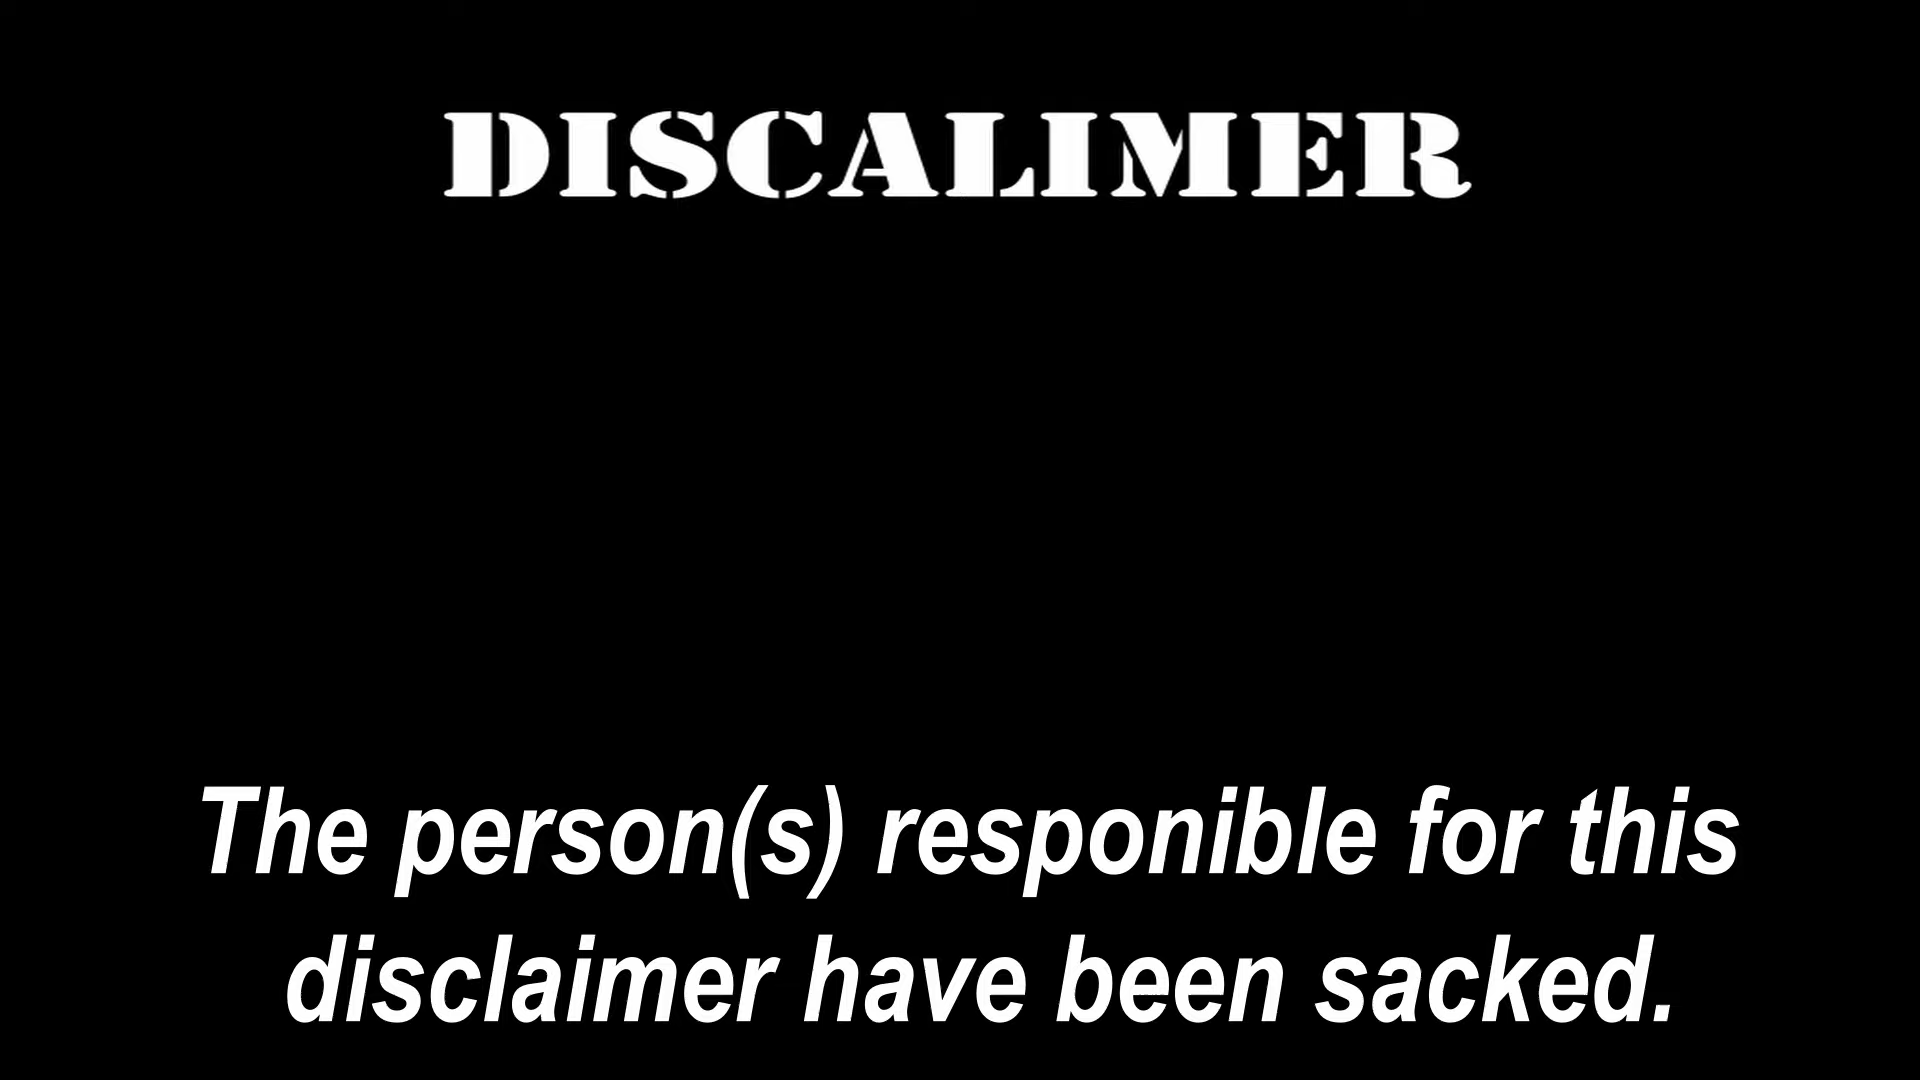 DISCALIMER
The person(s) responible for this
disclaimer have been sacked.